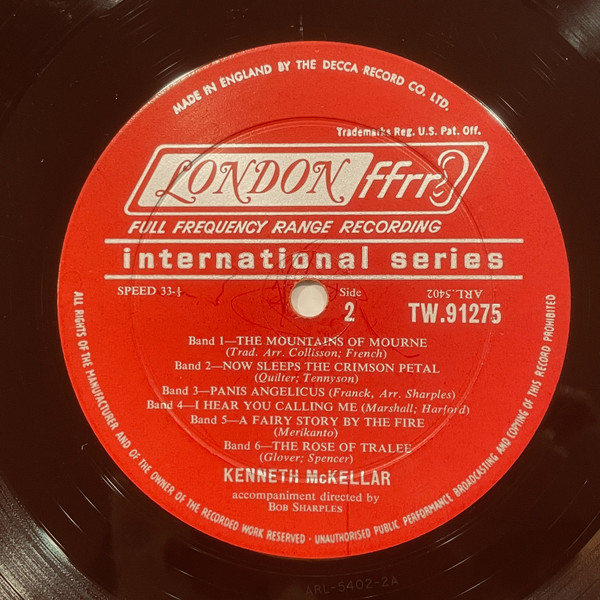 MADE IN ENGLAND BY THE DECCA RECORD CO. LTD.
Trademarks Reg. U.S. Pat. Off.
LONDON ffrr
FULL FREQUENCY RANGE RECORDING
international series
SPEED 33-⅓
Side
2
ARL.5402
TW.91275
Band 1—THE MOUNTAINS OF MOURNE
(Trad. Arr. Collisson; French)
Band 2—NOW SLEEPS THE CRIMSON PETAL
(Quilter; Tennyson)
Band 3—PANIS ANGELICUS (Franck, Arr. Sharples)
Band 4—I HEAR YOU CALLING ME (Marshall; Harford)
Band 5—A FAIRY STORY BY THE FIRE
(Merikanto)
Band 6—THE ROSE OF TRALEE
(Glover; Spencer)
KENNETH McKELLAR
accompaniment directed by
BOB SHARPLES
ALL RIGHTS OF THE MANUFACTURER AND OF THE OWNER OF THE RECORDED WORK RESERVED · UNAUTHORISED PUBLIC PERFORMANCE BROADCASTING AND COPYING OF THIS RECORD PROHIBITED
ARL-5402-2A